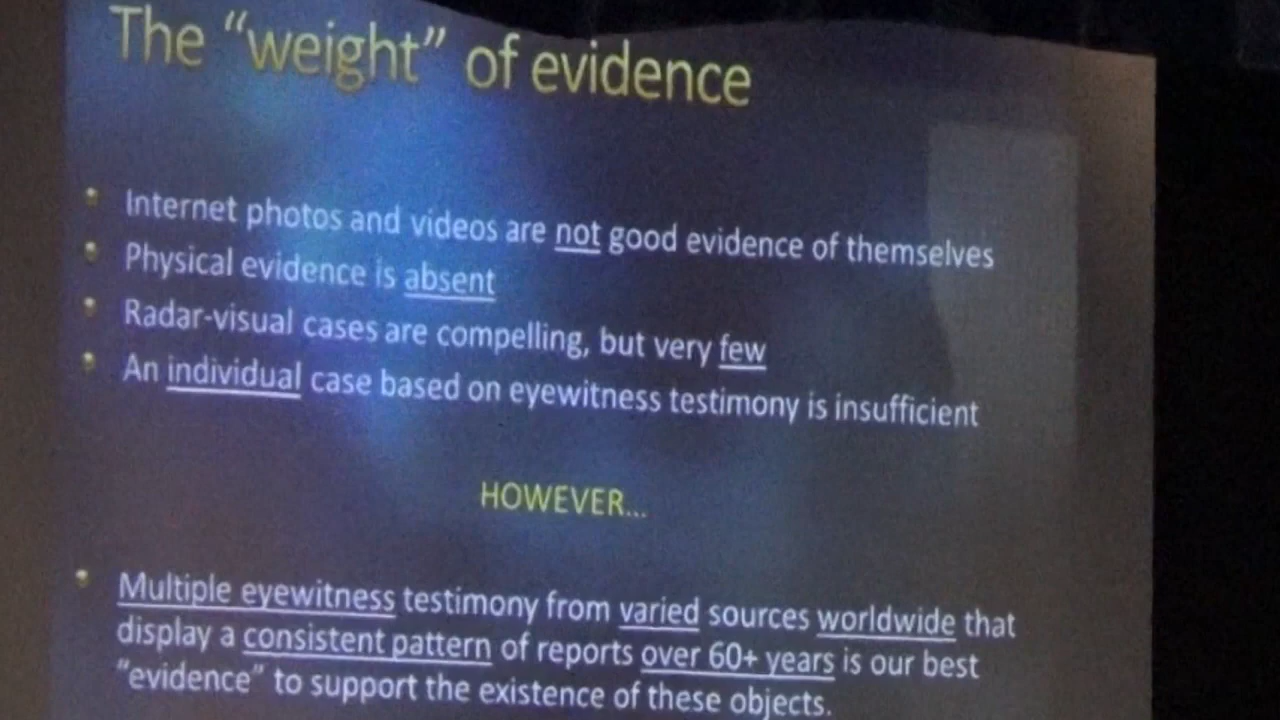 The “weight” of evidence
Internet photos and videos are not good evidence of themselves
Physical evidence is absent
Radar-visual cases are compelling, but very few
An individual case based on eyewitness testimony is insufficient
HOWEVER...
Multiple eyewitness testimony from varied sources worldwide that
display a consistent pattern of reports over 60+ years is our best
“evidence” to support the existence of these objects.